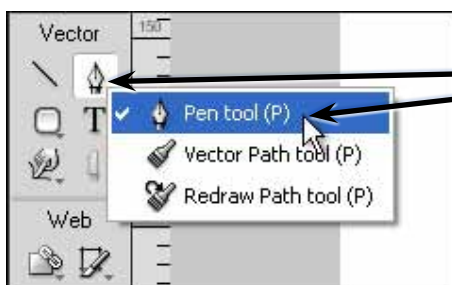 Vector
150
T
Pen tool (P)
Vector Path tool (P)
Redraw Path tool (P)
Web